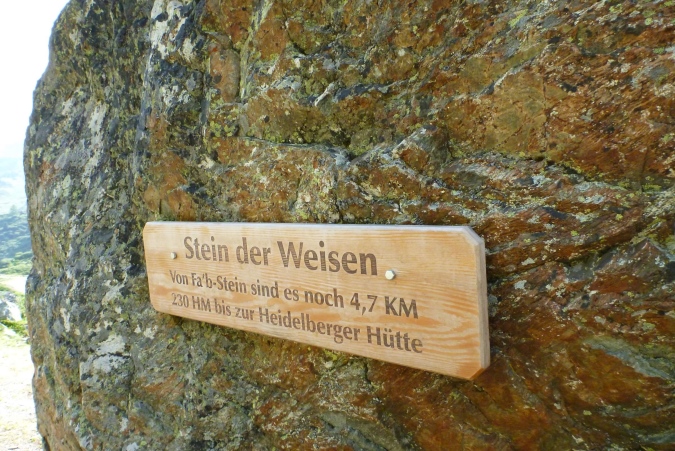 Stein der Weisen
Von Fa'b-Stein sind es noch 4,7 KM
230 HM bis zur Heidelberger Hütte